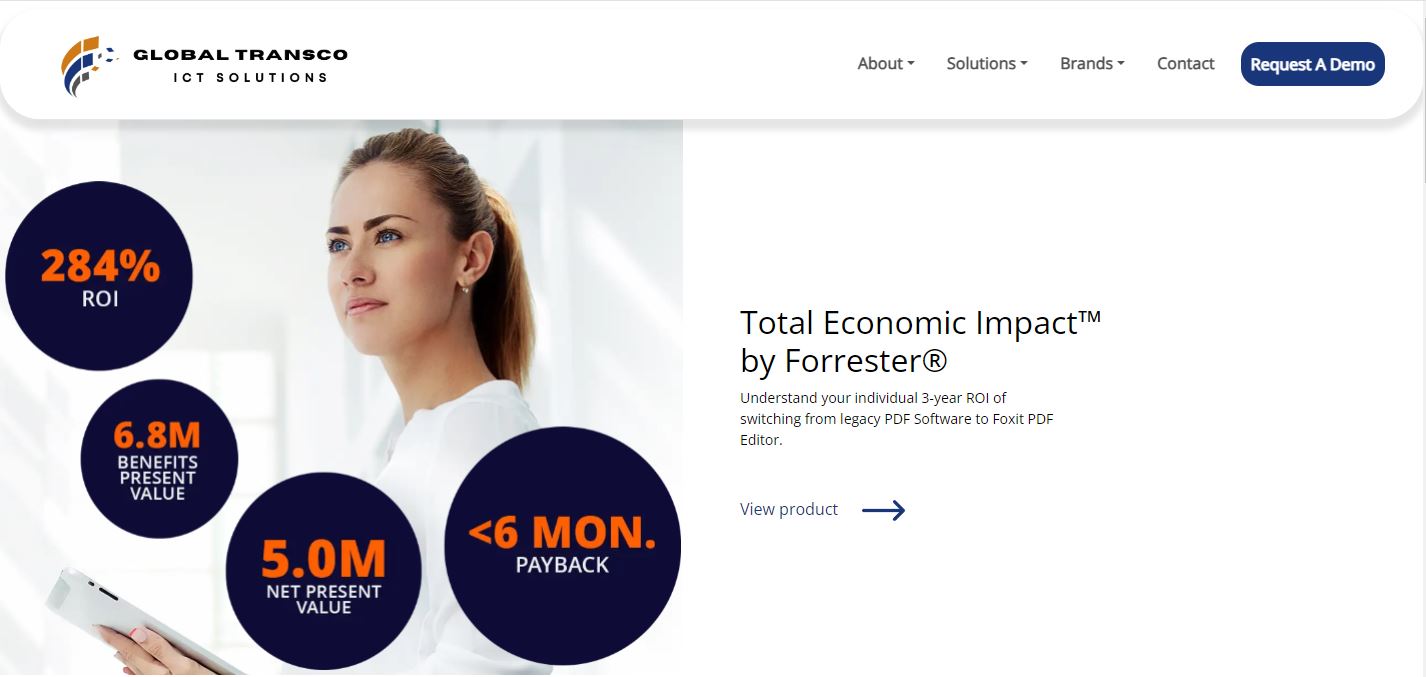 GLOBAL TRANSCO
ICT SOLUTIONS
About
Solutions
Brands
Contact
Request A Demo
284%
ROI
6.8M
BENEFITS
PRESENT
VALUE
5.0M
NET PRESENT
VALUE
<6 MON.
PAYBACK
Total Economic Impact™
by Forrester®
Understand your individual 3-year ROI of
switching from legacy PDF Software to Foxit PDF
Editor.
View product